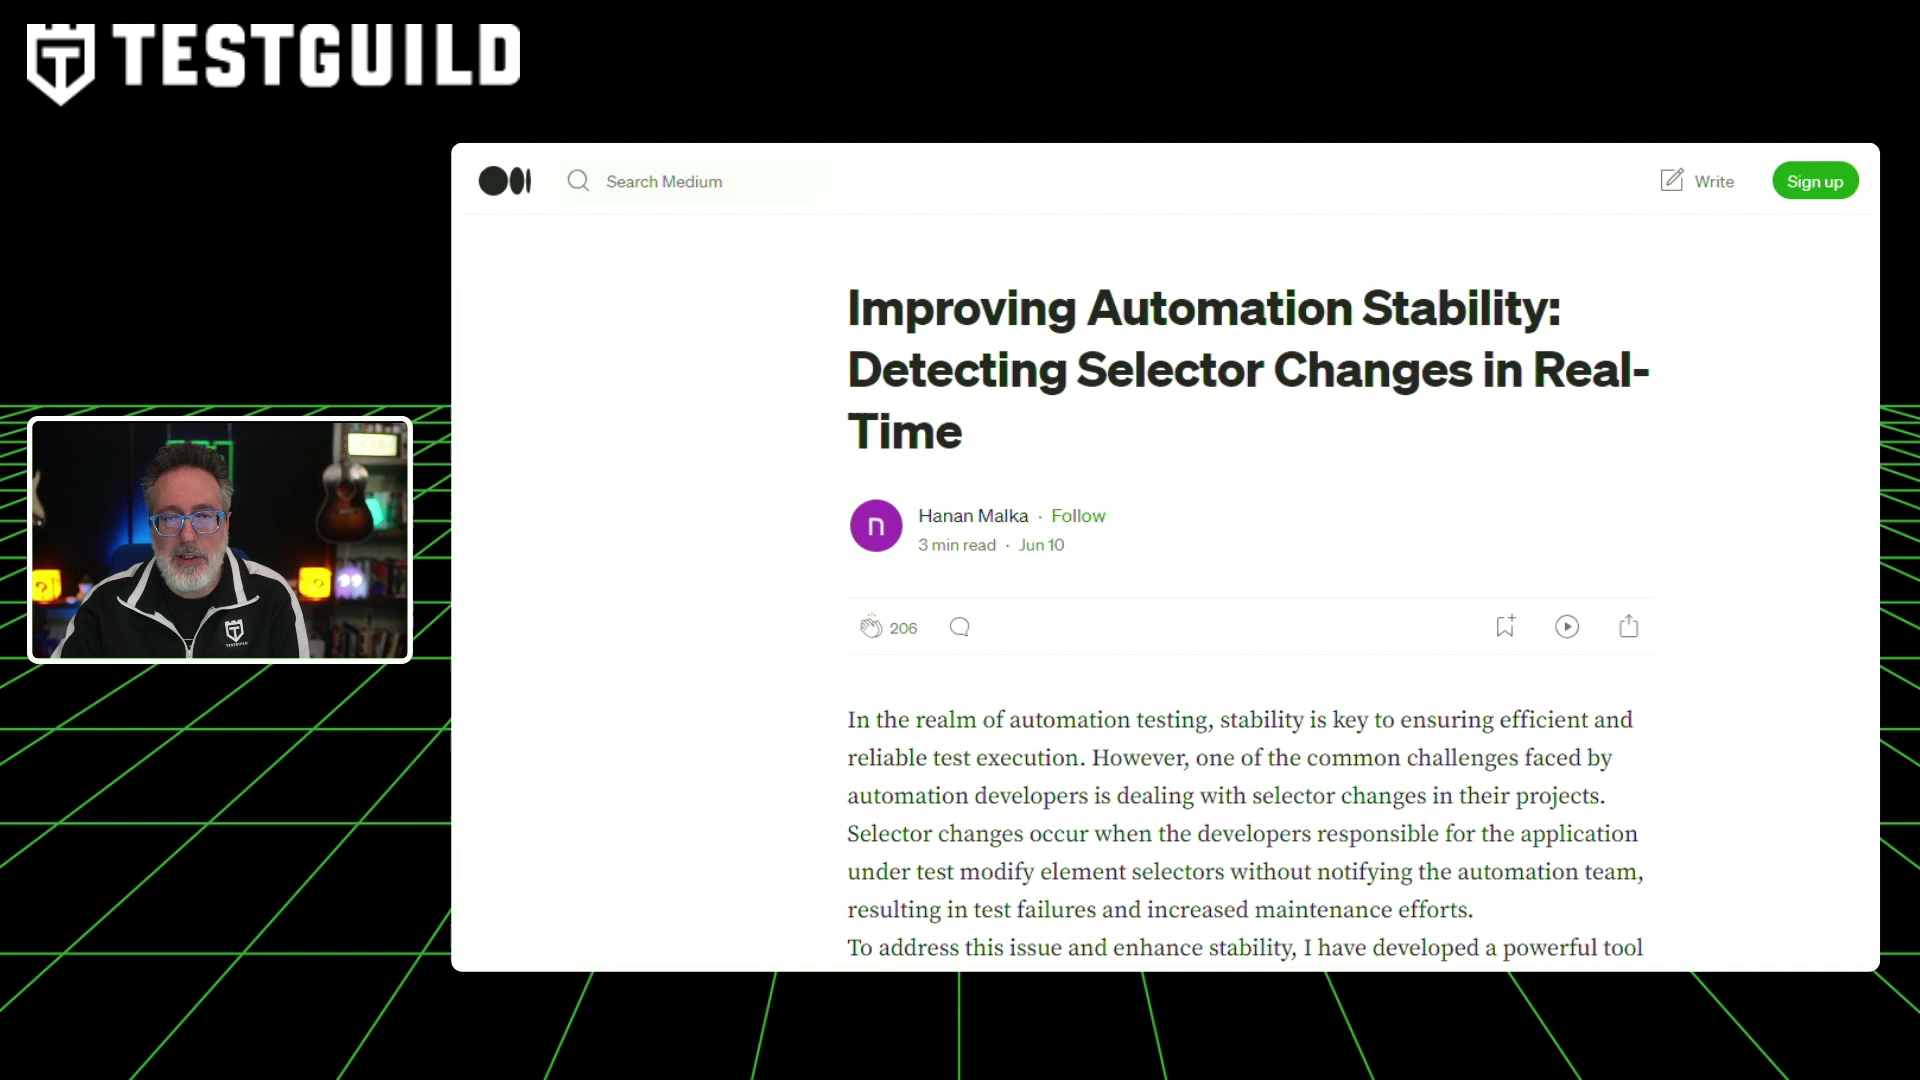 TESTGUILD
Search Medium
Write
Sign up
Improving Automation Stability:
Detecting Selector Changes in Real-
Time
n
Hanan Malka · Follow
3 min read · Jun 10
206
In the realm of automation testing, stability is key to ensuring efficient and
reliable test execution. However, one of the common challenges faced by
automation developers is dealing with selector changes in their projects.
Selector changes occur when the developers responsible for the application
under test modify element selectors without notifying the automation team,
resulting in test failures and increased maintenance efforts.
To address this issue and enhance stability, I have developed a powerful tool
TESTGUILD